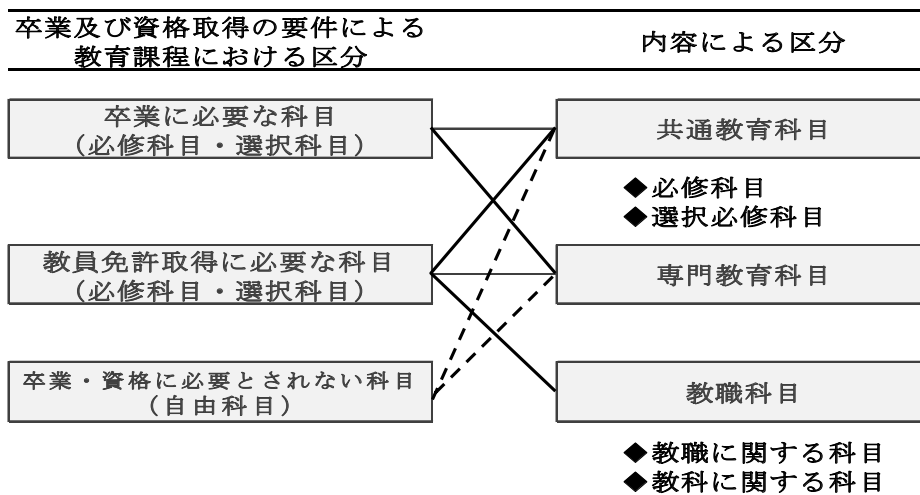 卒業及び資格取得の要件による
教育課程における区分
内容による区分
卒業に必要な科目
（必修科目・選択科目）
共通教育科目
◆必修科目
◆選択必修科目
教員免許取得に必要な科目
（必修科目・選択科目）
専門教育科目
卒業・資格に必要とされない科目
（自由科目）
教職科目
◆教職に関する科目
◆教科に関する科目